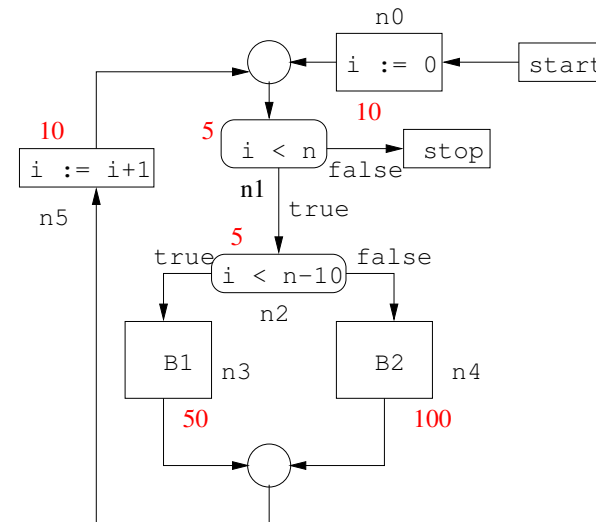 n0
i := 0
start
10
10
5
i < n
false
stop
i := i+1
n1
n5
true
5
true
false
i < n-10
n2
B1
n3
B2
n4
50
100